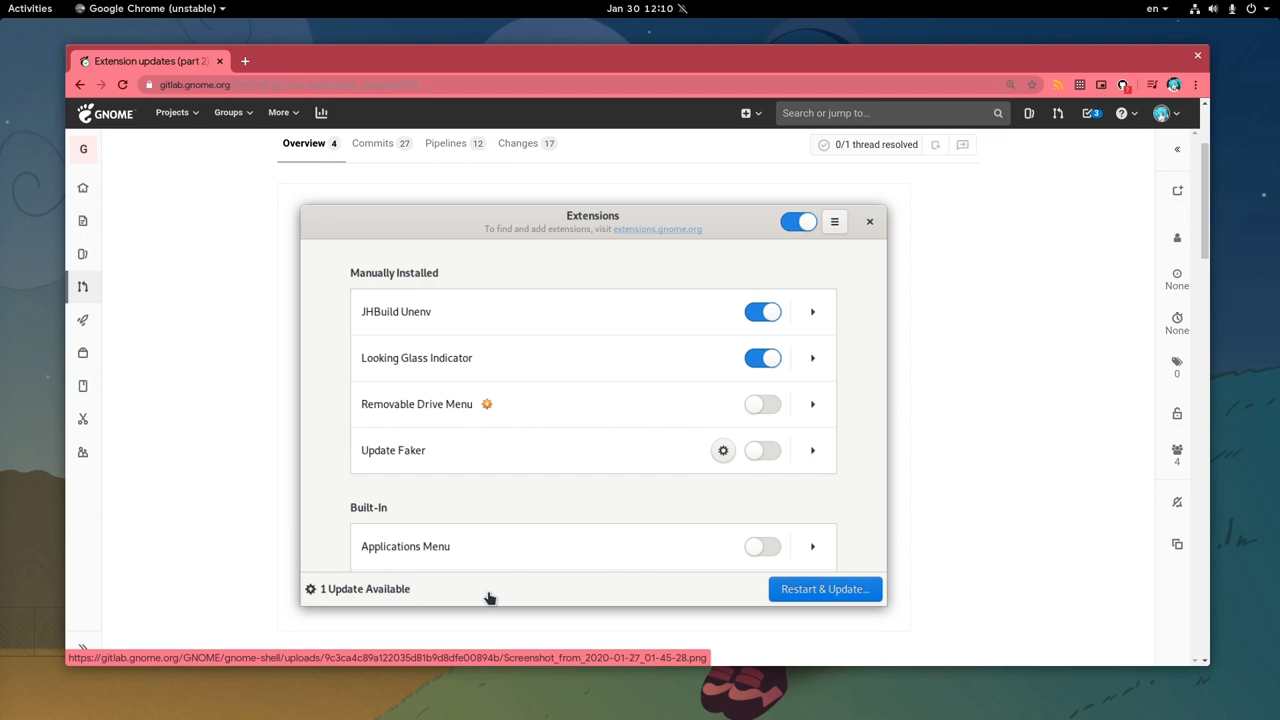 Activities
Google Chrome (unstable)
Jan 30 12:10
en
Extension updates (part 2)
gitlab.gnome.org
GNOME
Projects
Groups
More
Search or jump to...
3
G
Overview 4
Commits 27
Pipelines 12
Changes 17
0/1 thread resolved
Extensions
To find and add extensions, visit extensions.gnome.org
Manually Installed
JHBuild Unenv
Looking Glass Indicator
Removable Drive Menu
Update Faker
Built-In
Applications Menu
1 Update Available
Restart & Update...
None
None
0
4
https://gitlab.gnome.org/GNOME/gnome-shell/uploads/9c3ca4c89a122035d81b9d8dfe00894b/Screenshot_from_2020-01-27_01-45-28.png